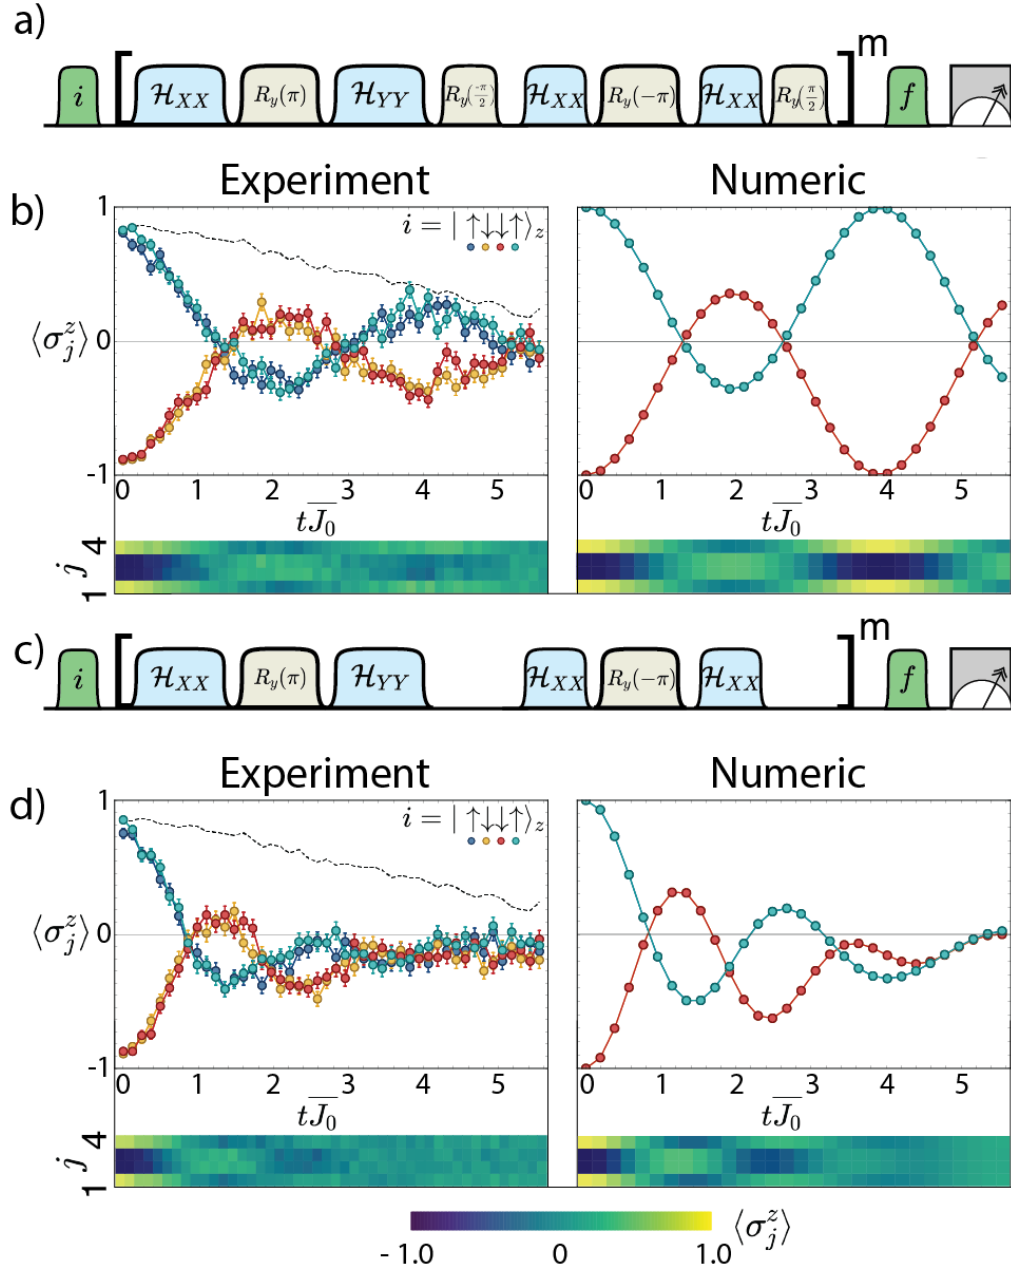 a)
i [ H_XX R_y(π) H_YY R_y(-π/2) H_XX R_y(-π) H_XX R_y(π/2) ]^m f
Experiment Numeric
b)
i = | ↑↓↓↑⟩_z
⟨σ_j^z⟩
1
0
-1
0 1 2 3 4 5
0 1 2 3 4 5
tJ̅_0̅ tJ̅_0̅
j
4
1
c)
i [ H_XX R_y(π) H_YY H_XX R_y(-π) H_XX ]^m f
Experiment Numeric
d)
i = | ↑↓↓↑⟩_z
⟨σ_j^z⟩
1
0
-1
0 1 2 3 4 5
0 1 2 3 4 5
tJ̅_0̅ tJ̅_0̅
j
4
1
⟨σ_j^z⟩
- 1.0 0 1.0